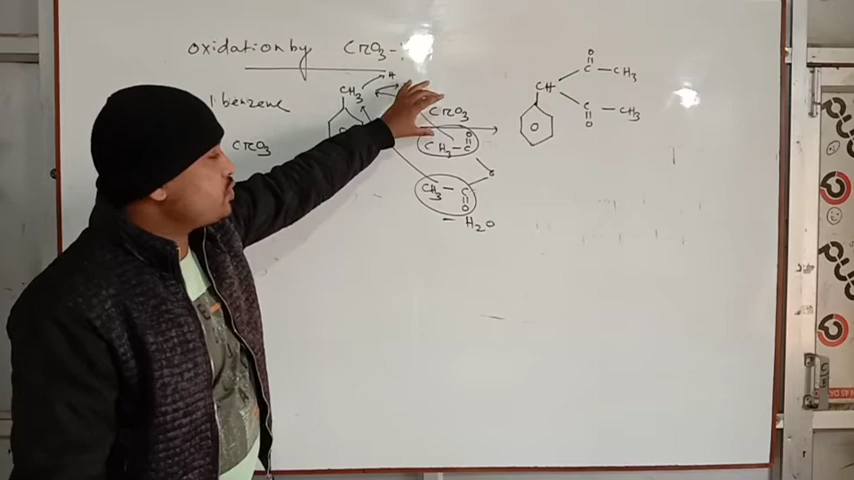 oxidation by CrO3 -
benzene
CH3
H
CrO3
CrO3
O
CH3 - C
CH3 - C
O
- H2O
O
C - CH3
CH
C - CH3
O